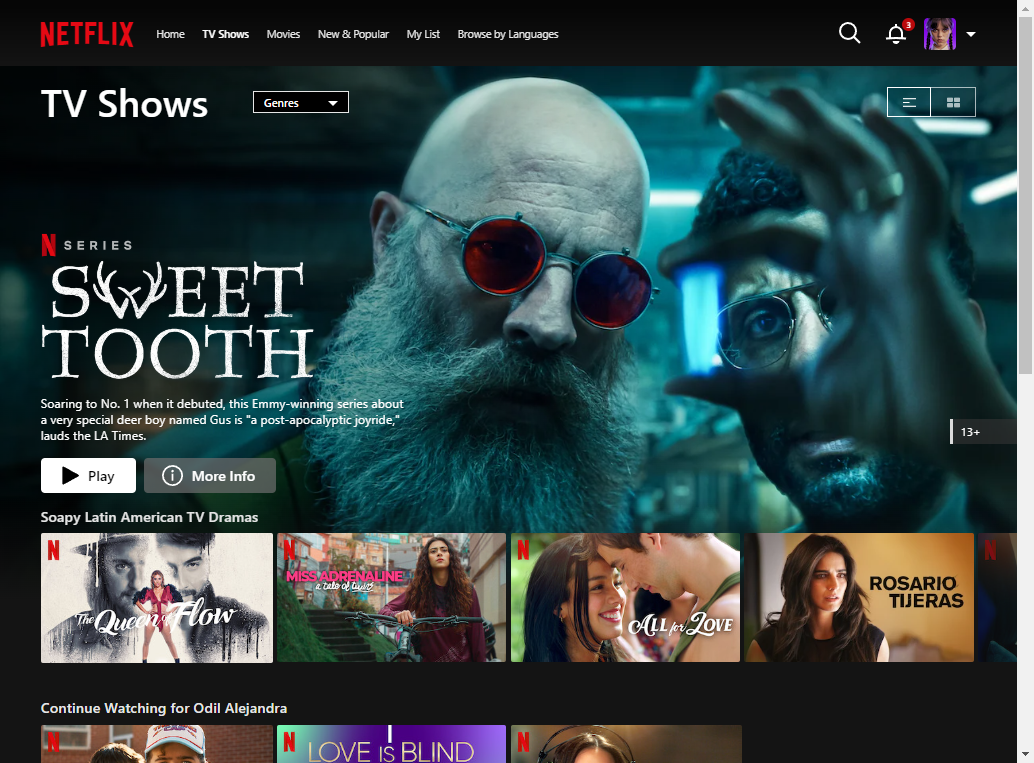 NETFLIX
Home TV Shows Movies New & Popular My List Browse by Languages
3
TV Shows
Genres
N SERIES
SWEET
TOOTH
Soaring to No. 1 when it debuted, this Emmy-winning series about
a very special deer boy named Gus is "a post-apocalyptic joyride,"
lauds the LA Times.
13+
Play
More Info
Soapy Latin American TV Dramas
N
The Queen of Flow
N
MISS ADRENALINE
a tale of twins
N
ALL for LOVE
ROSARIO
TIJERAS
N
Continue Watching for Odil Alejandra
N
N
LOVE IS BLIND
N